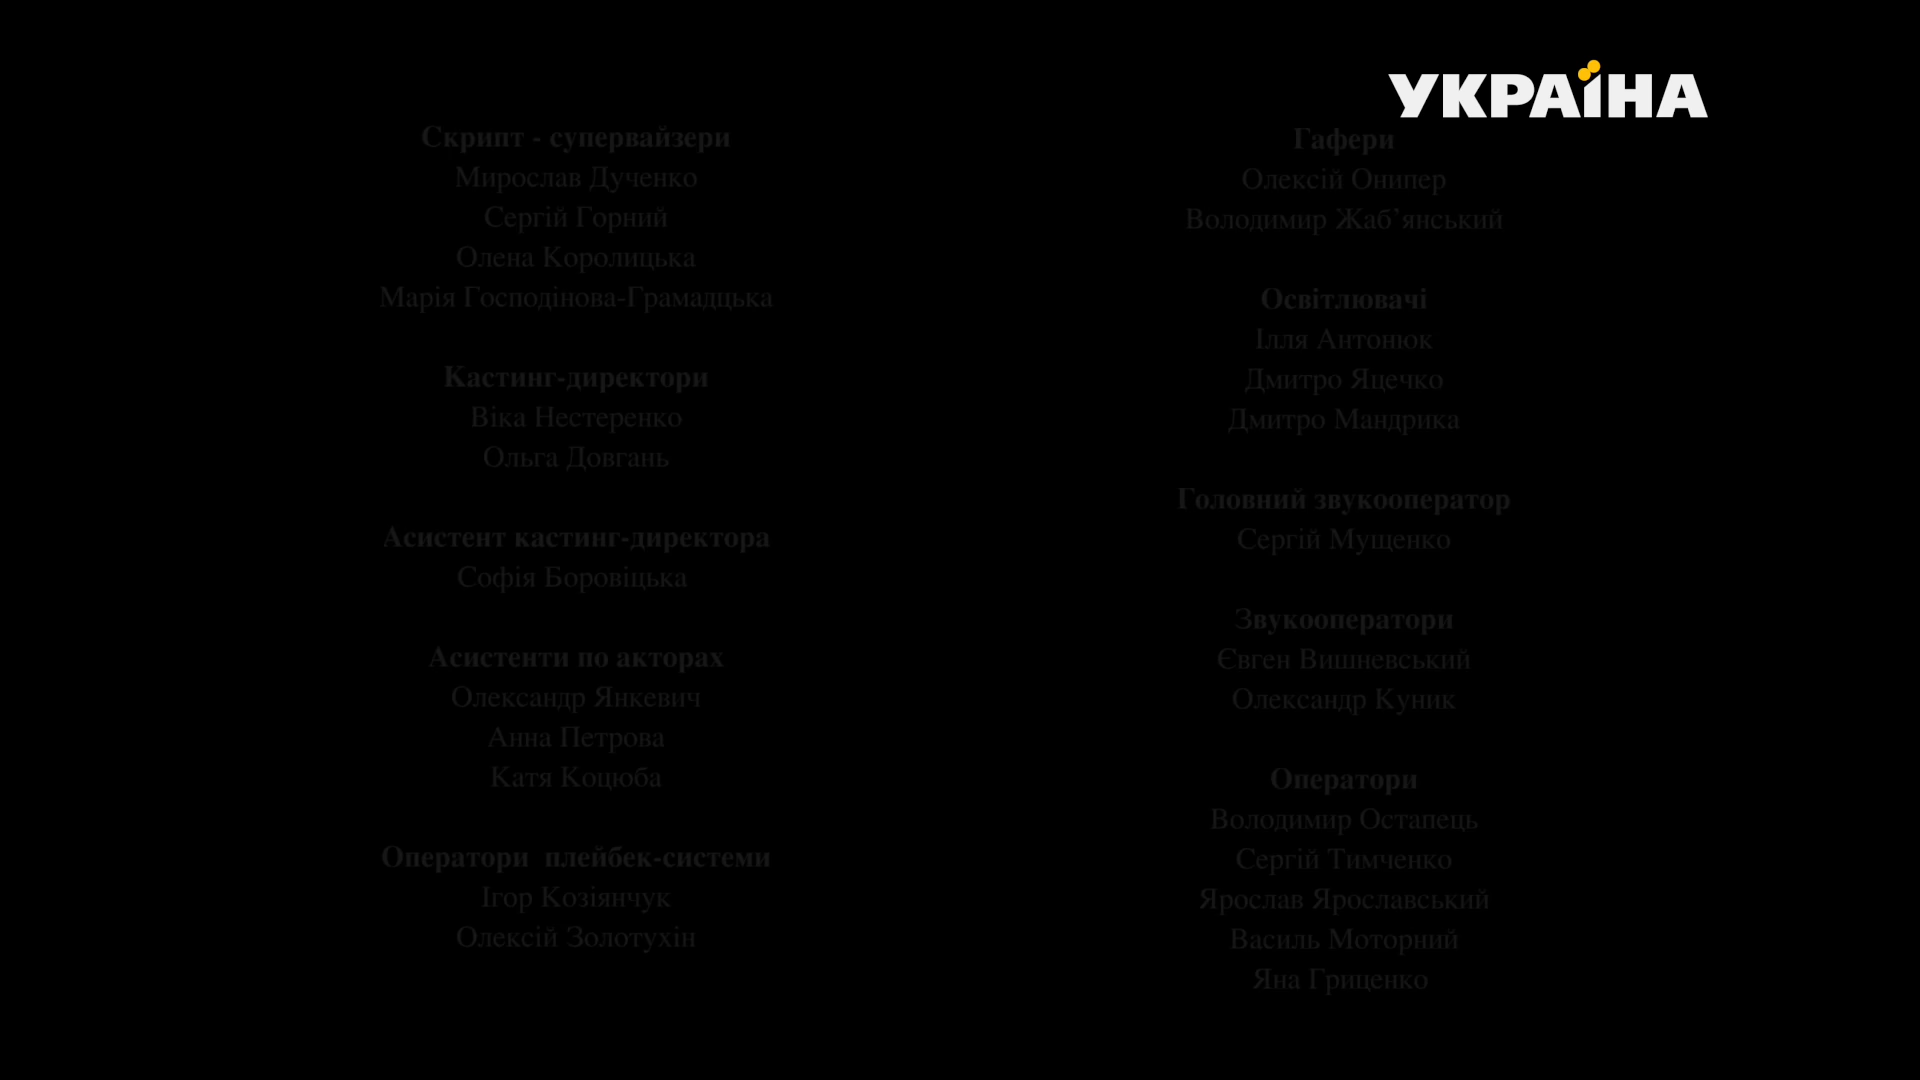 УКРАЇНА
Скрипт - супервайзери
Мирослав Дученко
Сергій Горний
Олена Королицька
Марія Господінова-Грамадцька
Кастинг-директори
Віка Нестеренко
Ольга Довгань
Асистент кастинг-директора
Софія Боровіцька
Асистенти по акторах
Олександр Янкевич
Анна Петрова
Катя Коцюба
Оператори плейбек-системи
Ігор Козіянчук
Олексій Золотухін
Гафери
Олексій Онипер
Володимир Жаб’янський
Освітлювачі
Ілля Антонюк
Дмитро Яцечко
Дмитро Мандрика
Головний звукооператор
Сергій Мущенко
Звукооператори
Євген Вишневський
Олександр Куник
Оператори
Володимир Остапець
Сергій Тимченко
Ярослав Ярославський
Василь Моторний
Яна Гриценко